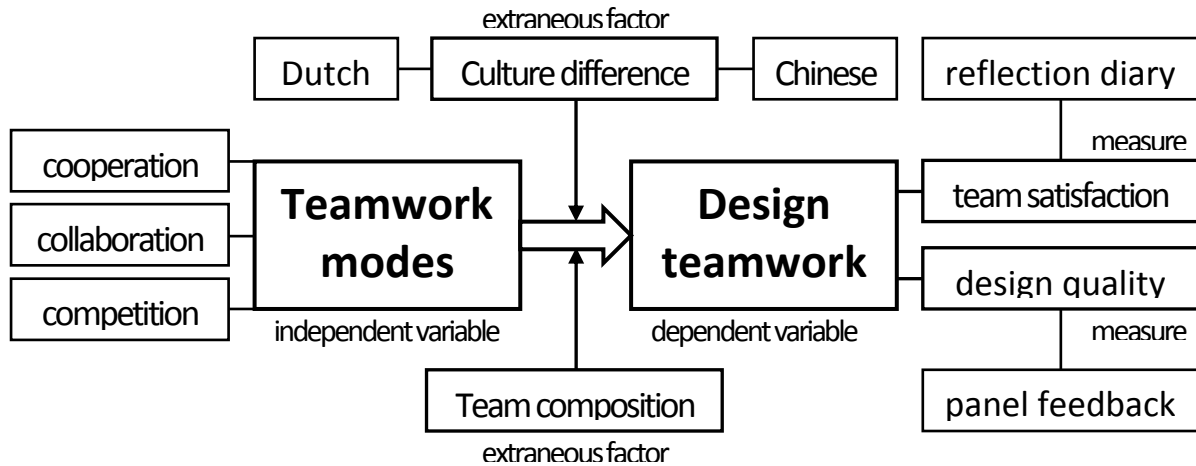 extraneous factor
Dutch
Culture difference
Chinese
reflection diary
measure
cooperation
collaboration
competition
Teamwork
modes
independent variable
Design
teamwork
dependent variable
team satisfaction
design quality
measure
Team composition
extraneous factor
panel feedback